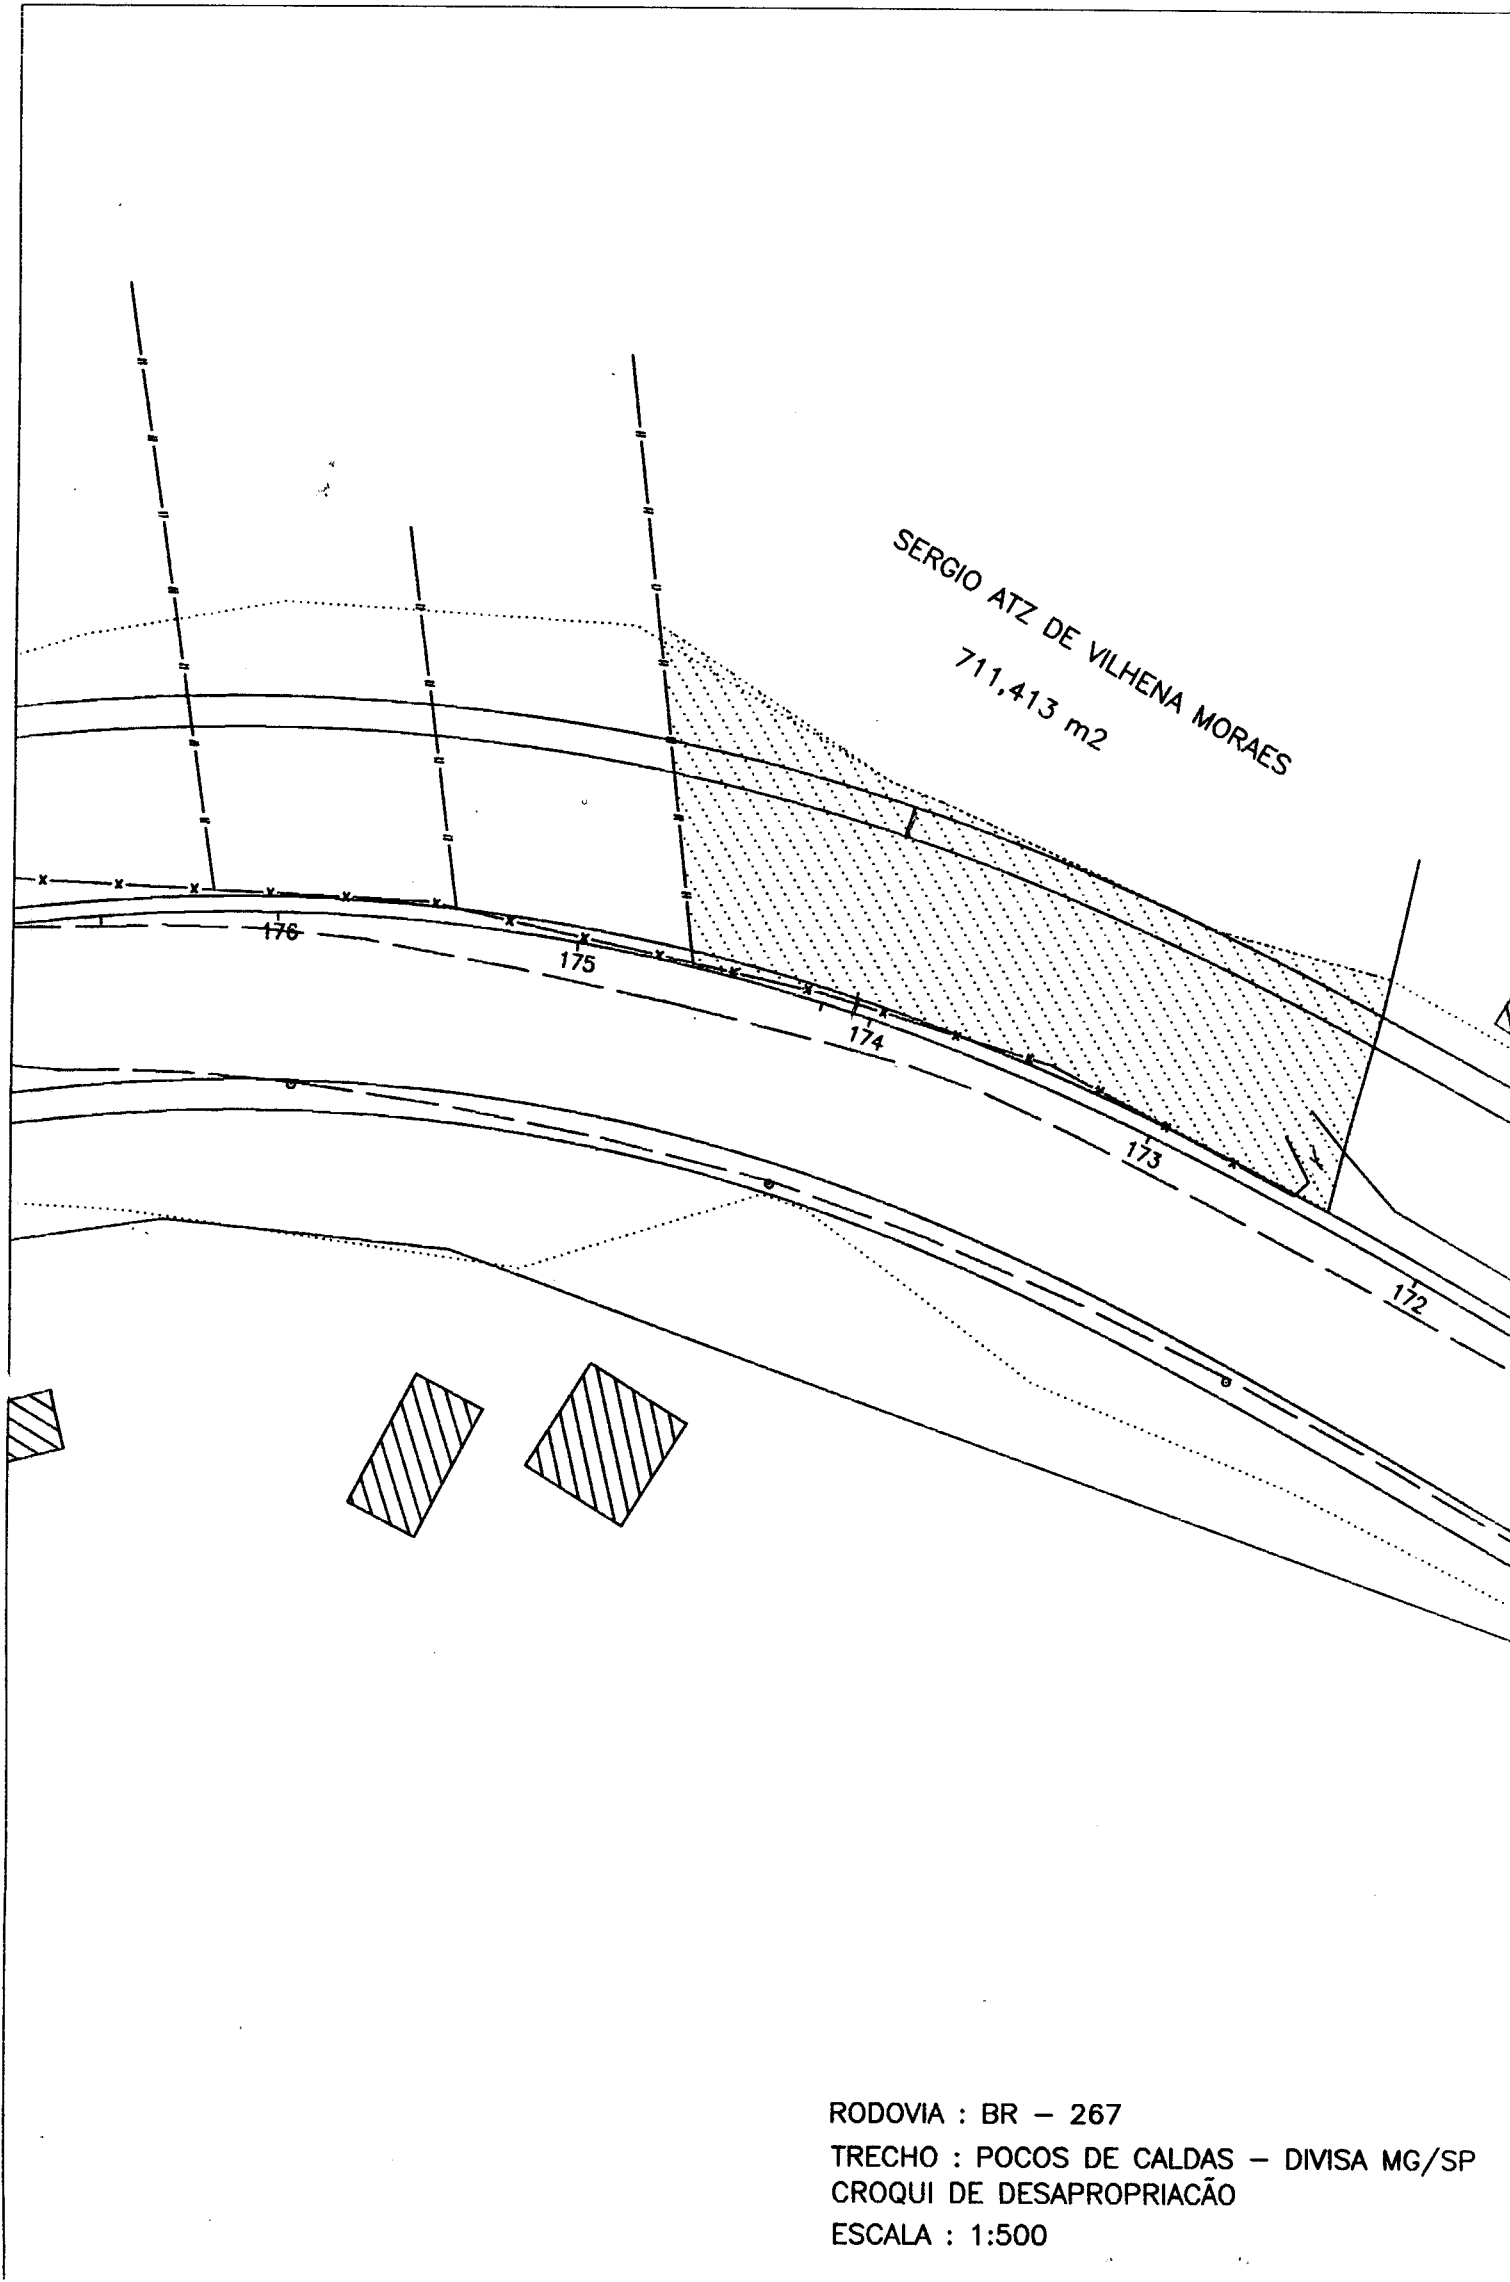 SERGIO ATZ DE VILHENA MORAES
711,413 m2
176
175
174
173
172
RODOVIA : BR – 267
TRECHO : POCOS DE CALDAS – DIVISA MG/SP
CROQUI DE DESAPROPRIACÃO
ESCALA : 1:500